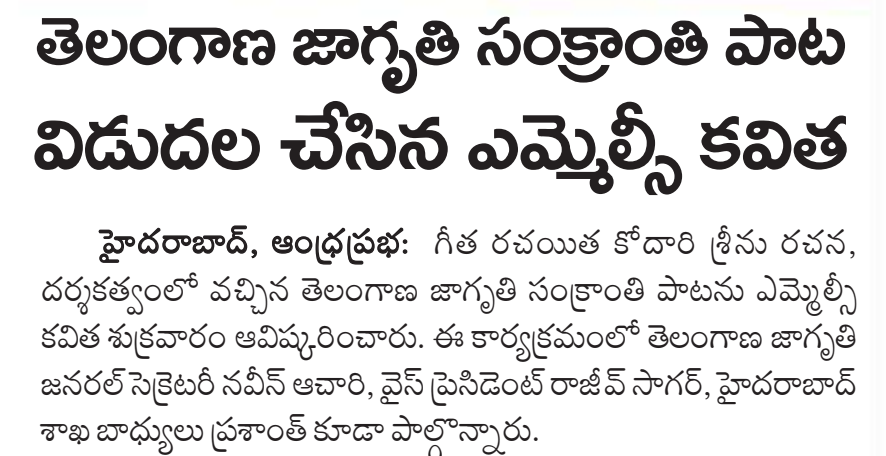 తెలంగాణ జాగృతి సంక్రాంతి పాట
విడుదల చేసిన ఎమ్మెల్సీ కవిత
హైదరాబాద్, ఆంధ్రప్రభ: గీత రచయిత కోదారి శ్రీను రచన,
దర్శకత్వంలో వచ్చిన తెలంగాణ జాగృతి సంక్రాంతి పాటను ఎమ్మెల్సీ
కవిత శుక్రవారం ఆవిష్కరించారు. ఈ కార్యక్రమంలో తెలంగాణ జాగృతి
జనరల్ సెక్రెటరీ నవీన్ ఆచారి, వైస్ ప్రెసిడెంట్ రాజీవ్ సాగర్, హైదరాబాద్
శాఖ బాధ్యులు ప్రశాంత్ కూడా పాల్గొన్నారు.